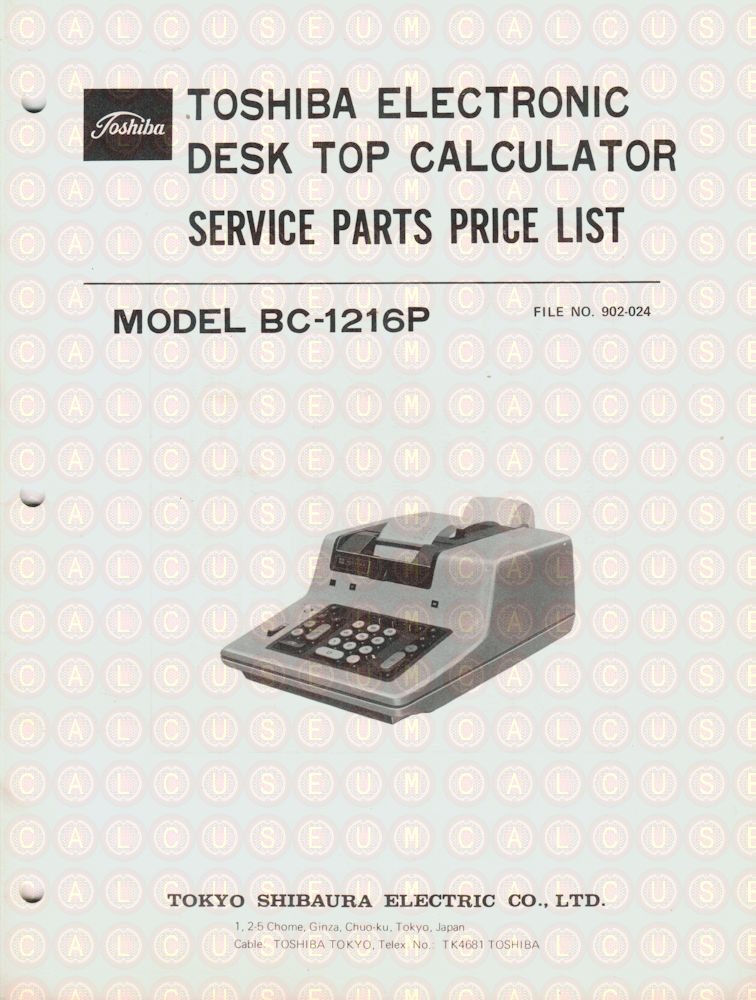 Toshiba
TOSHIBA ELECTRONIC
DESK TOP CALCULATOR
SERVICE PARTS PRICE LIST
MODEL BC-1216P
FILE NO. 902-024
TOKYO SHIBAURA ELECTRIC CO., LTD.
1, 2-5 Chome, Ginza, Chuo-ku, Tokyo, Japan
Cable. TOSHIBA TOKYO, Telex. No.: TK4681 TOSHIBA
CALCUSEUM